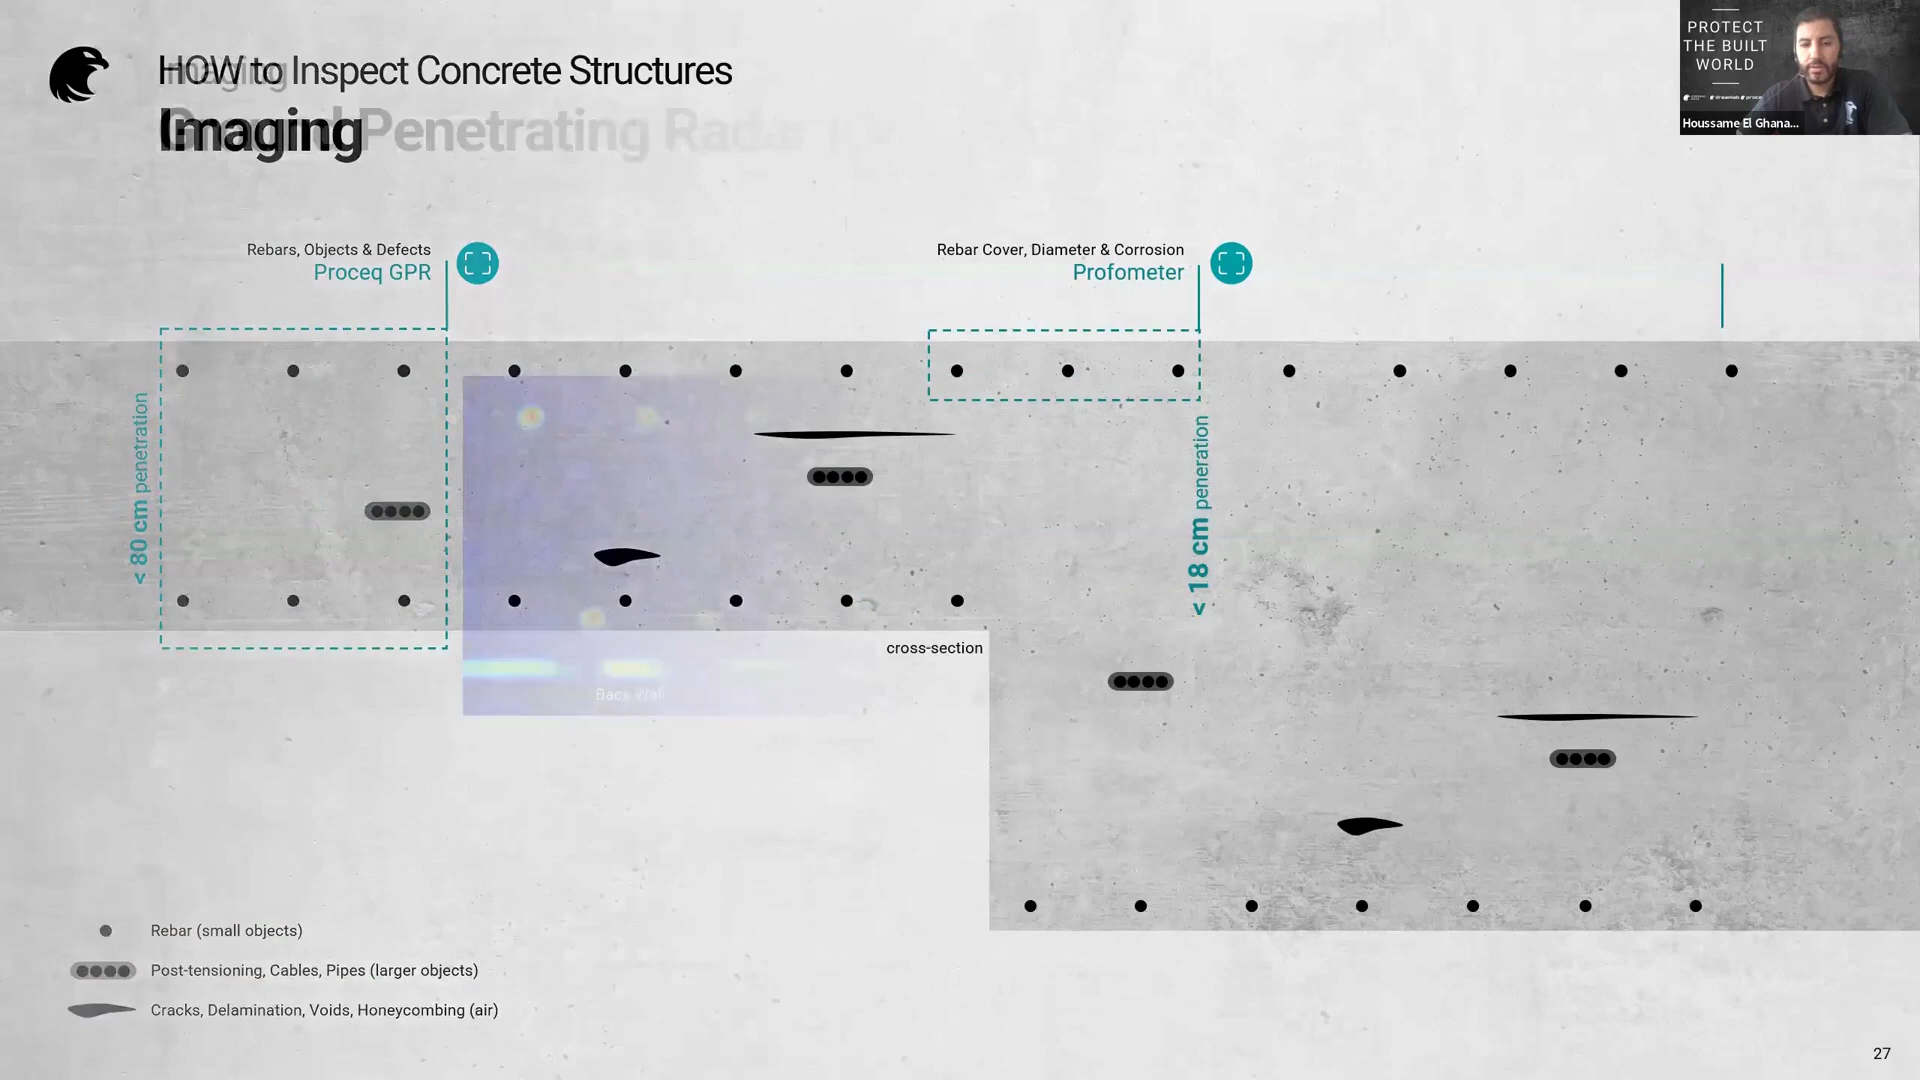 HOW to Inspect Concrete Structures
Imaging
Penetrating Radar
PROTECT
THE BUILT
WORLD
Houssame El Ghana...
Rebars, Objects & Defects
Proceq GPR
Rebar Cover, Diameter & Corrosion
Profometer
< 80 cm penetration
< 18 cm peneration
cross-section
Back Wall
Rebar (small objects)
Post-tensioning, Cables, Pipes (larger objects)
Cracks, Delamination, Voids, Honeycombing (air)
27